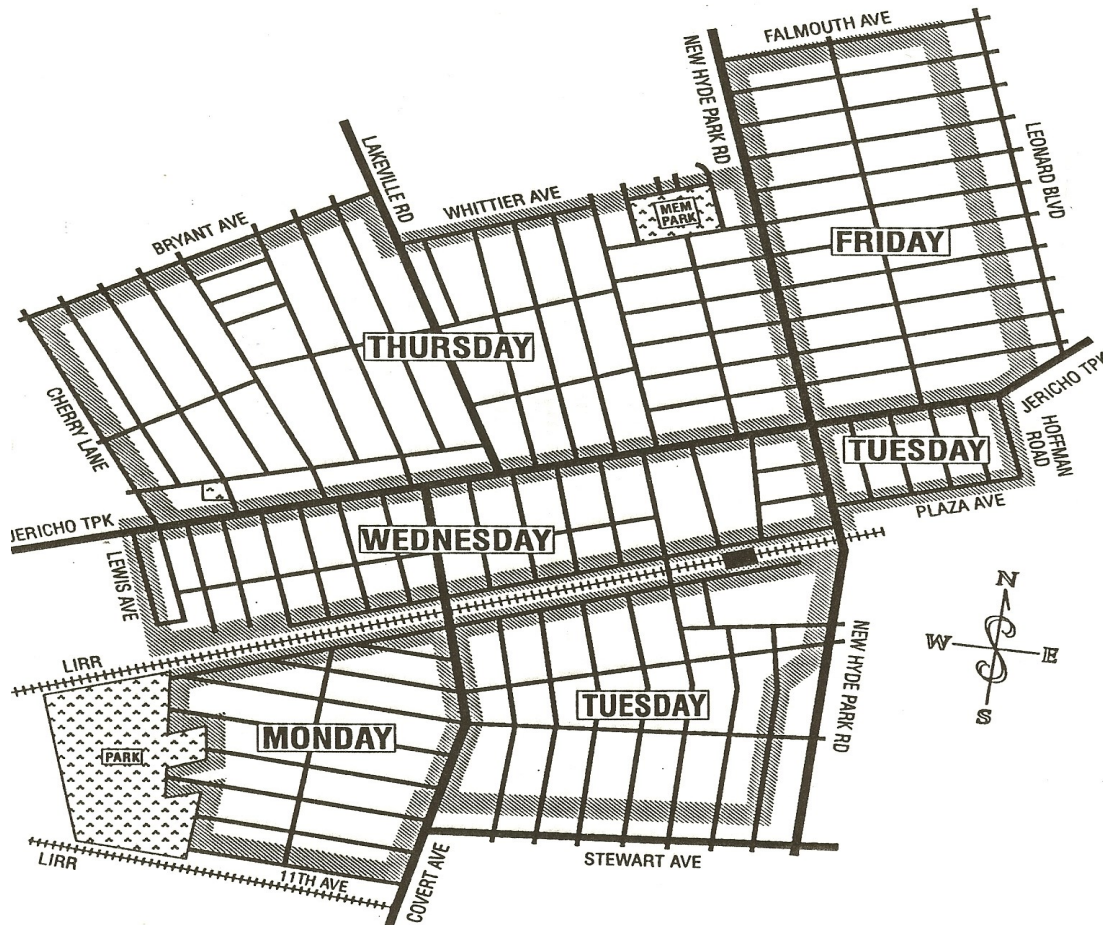 FALMOUTH AVE
NEW HYDE PARK RD
LAKEVILLE RD
LEONARD BLVD
WHITTIER AVE
MEM
PARK
BRYANT AVE
FRIDAY
THURSDAY
CHERRY LANE
JERICHO TPK
HOFFMAN
ROAD
TUESDAY
PLAZA AVE
JERICHO TPK
WEDNESDAY
LEWIS AVE
LIRR
N
W
E
S
NEW HYDE PARK RD
TUESDAY
MONDAY
PARK
LIRR
11TH AVE
COVERT AVE
STEWART AVE